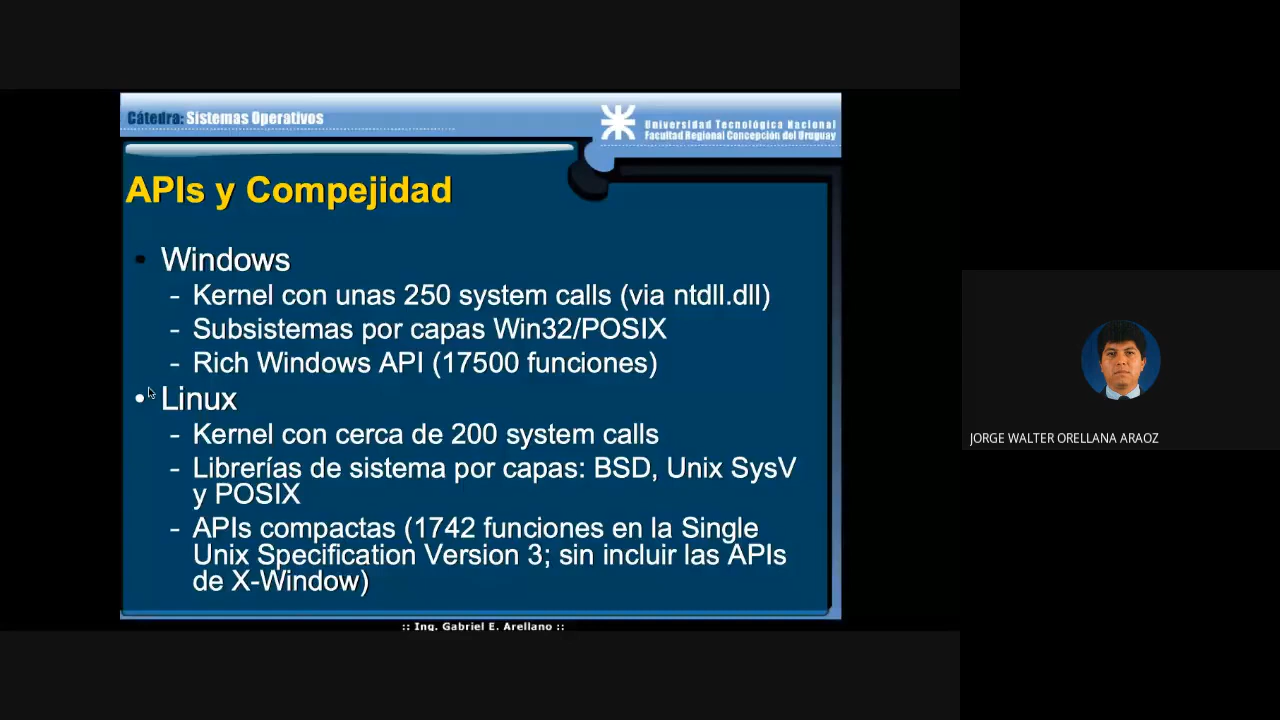 Cátedra: Sistemas Operativos
Universidad Tecnológica Nacional
Facultad Regional Concepción del Uruguay
APIs y Compejidad
• Windows
- Kernel con unas 250 system calls (via ntdll.dll)
- Subsistemas por capas Win32/POSIX
- Rich Windows API (17500 funciones)
• Linux
- Kernel con cerca de 200 system calls
- Librerías de sistema por capas: BSD, Unix SysV
y POSIX
- APIs compactas (1742 funciones en la Single
Unix Specification Version 3; sin incluir las APIs
de X-Window)
:: Ing. Gabriel E. Arellano ::
JORGE WALTER ORELLANA ARAOZ